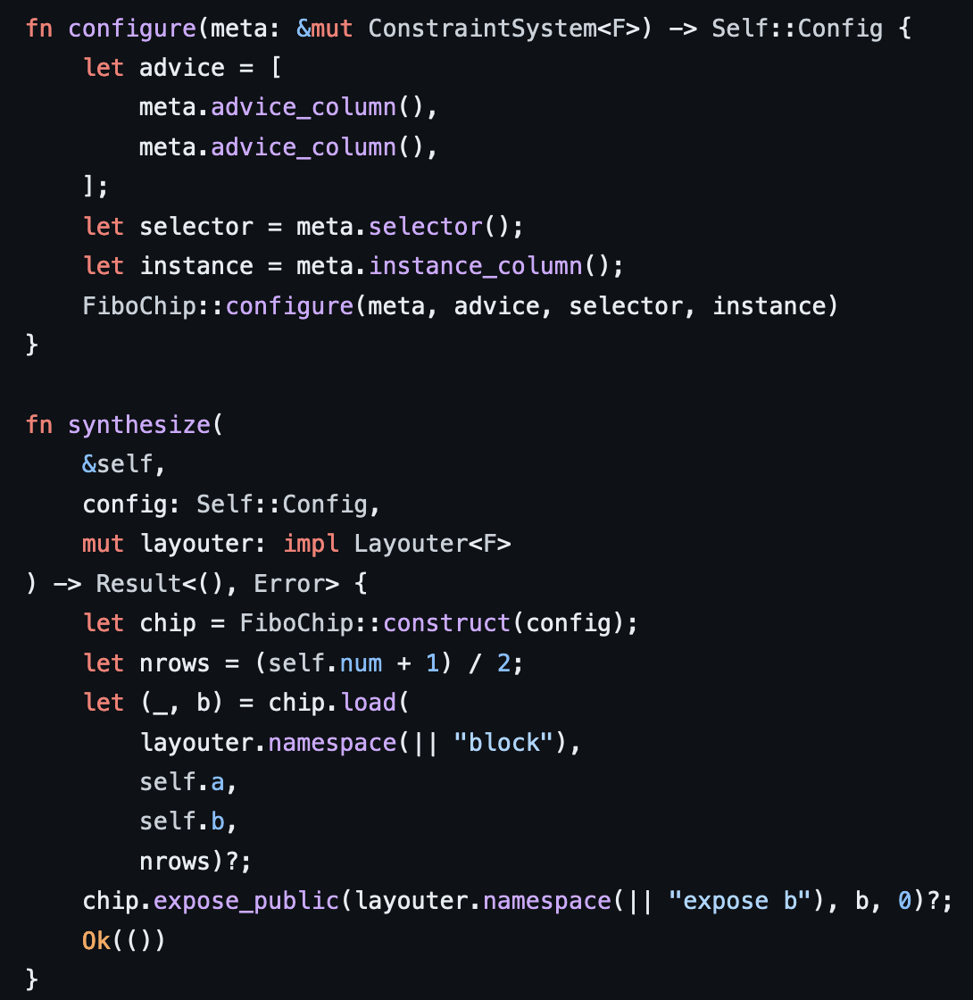 fn configure(meta: &mut ConstraintSystem<F>) -> Self::Config {
    let advice = [
        meta.advice_column(),
        meta.advice_column(),
    ];
    let selector = meta.selector();
    let instance = meta.instance_column();
    FiboChip::configure(meta, advice, selector, instance)
}

fn synthesize(
    &self,
    config: Self::Config,
    mut layouter: impl Layouter<F>
) -> Result<(), Error> {
    let chip = FiboChip::construct(config);
    let nrows = (self.num + 1) / 2;
    let (_, b) = chip.load(
        layouter.namespace(|| "block"),
        self.a,
        self.b,
        nrows)?;
    chip.expose_public(layouter.namespace(|| "expose b"), b, 0)?;
    Ok(())
}